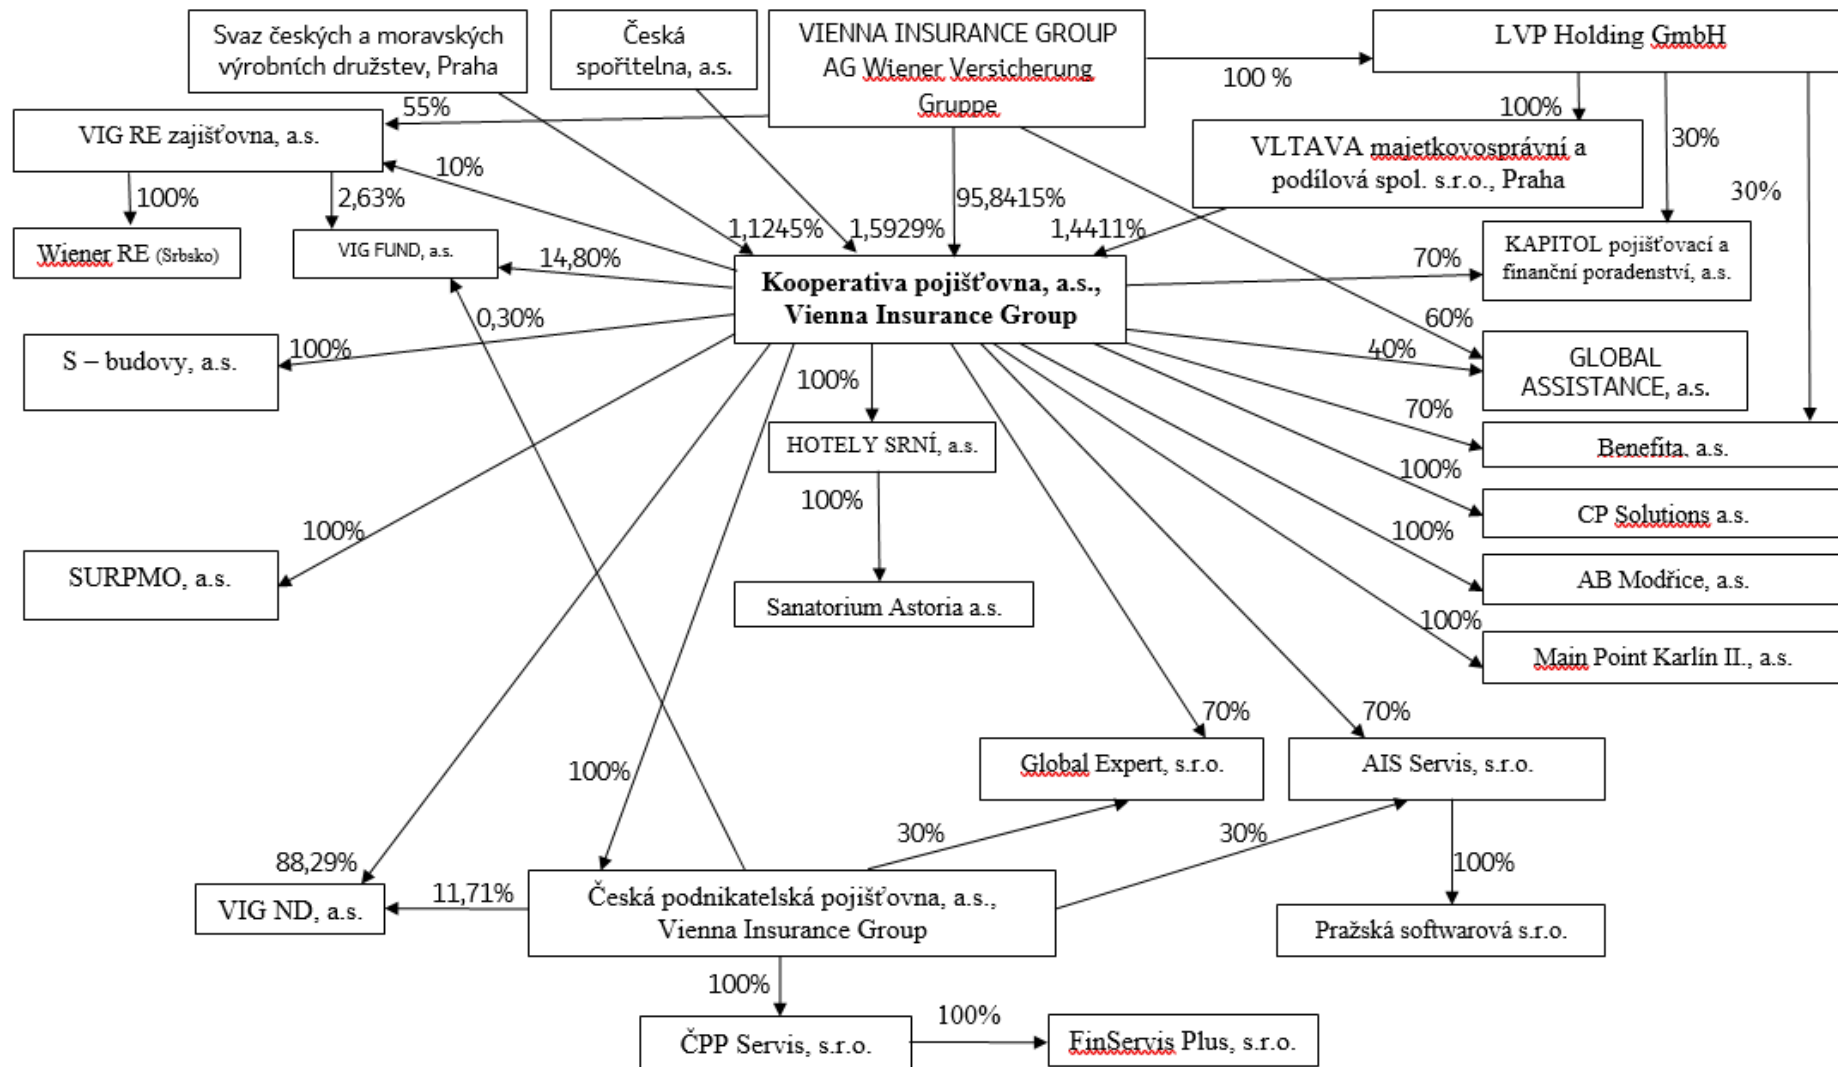 Svaz českých a moravských
výrobních družstev, Praha
Česká
spořitelna, a.s.
VIENNA INSURANCE GROUP
AG Wiener Versicherung
Gruppe
100 %
LVP Holding GmbH
55%
100%
30%
30%
VIG RE zajišťovna, a.s.
10%
VLTAVA majetkovosprávní a
podílová spol. s.r.o., Praha
100%
2,63%
95,8415%
1,1245%
1,5929%
1,4411%
Wiener RE (Srbsko)
VIG FUND, a.s.
14,80%
Kooperativa pojišťovna, a.s.,
Vienna Insurance Group
70%
KAPITOL pojišťovací a
finanční poradenství, a.s.
0,30%
60%
S – budovy, a.s.
100%
40%
GLOBAL
ASSISTANCE, a.s.
100%
70%
HOTELY SRNÍ, a.s.
Benefita, a.s.
100%
100%
CP Solutions a.s.
100%
100%
SURPMO, a.s.
AB Modřice, a.s.
Sanatorium Astoria a.s.
100%
Main Point Karlín II., a.s.
70%
70%
100%
Global Expert, s.r.o.
AIS Servis, s.r.o.
30%
30%
88,29%
100%
11,71%
VIG ND, a.s.
Česká podnikatelská pojišťovna, a.s.,
Vienna Insurance Group
Pražská softwarová s.r.o.
100%
100%
ČPP Servis, s.r.o.
FinServis Plus, s.r.o.